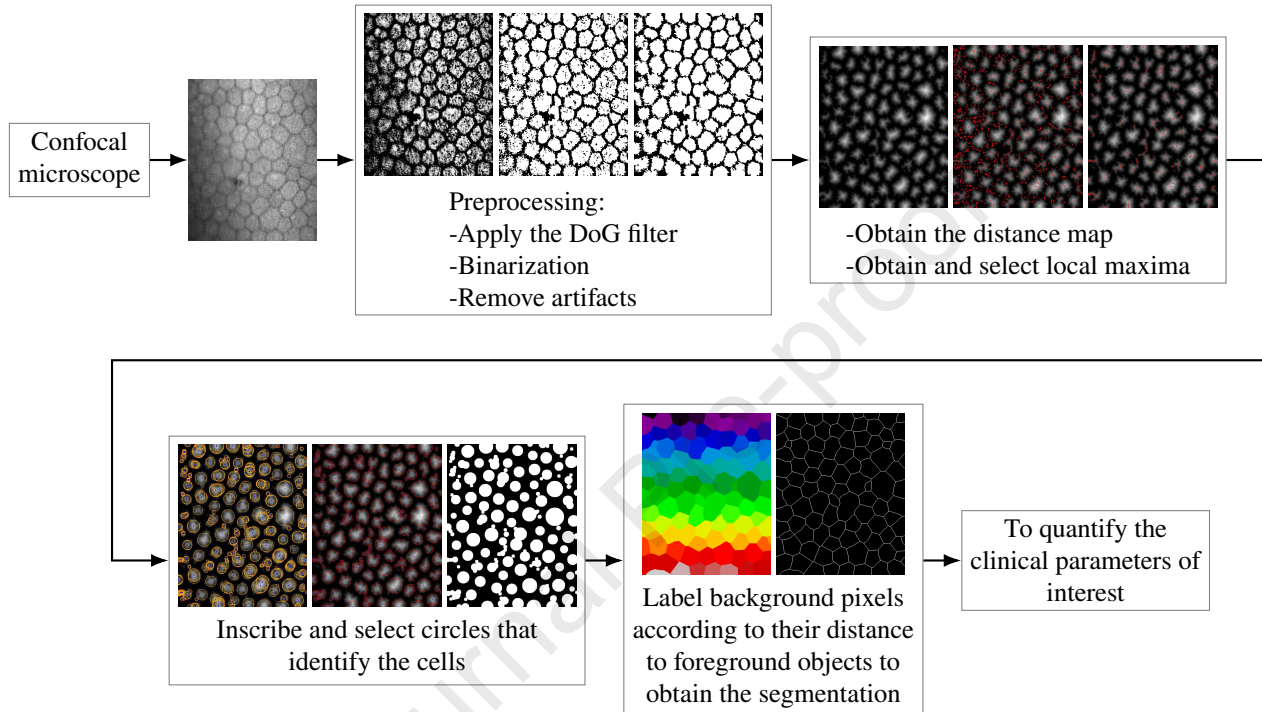 Confocal
microscope
Preprocessing:
-Apply the DoG filter
-Binarization
-Remove artifacts
-Obtain the distance map
-Obtain and select local maxima
Inscribe and select circles that
identify the cells
Label background pixels
according to their distance
to foreground objects to
obtain the segmentation
To quantify the
clinical parameters of
interest